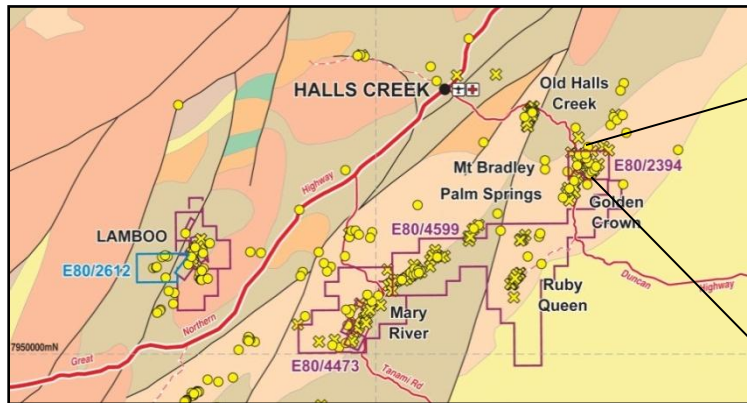 Old Halls
Creek
HALLS CREEK
Highway
Mt Bradley
Palm Springs
E80/2394
Golden
Crown
LAMBOO
E80/4599
E80/2612
Duncan
Highway
Ruby
Queen
Mary
River
Northern
7950000mN
Great
E80/4473
Tanami Rd